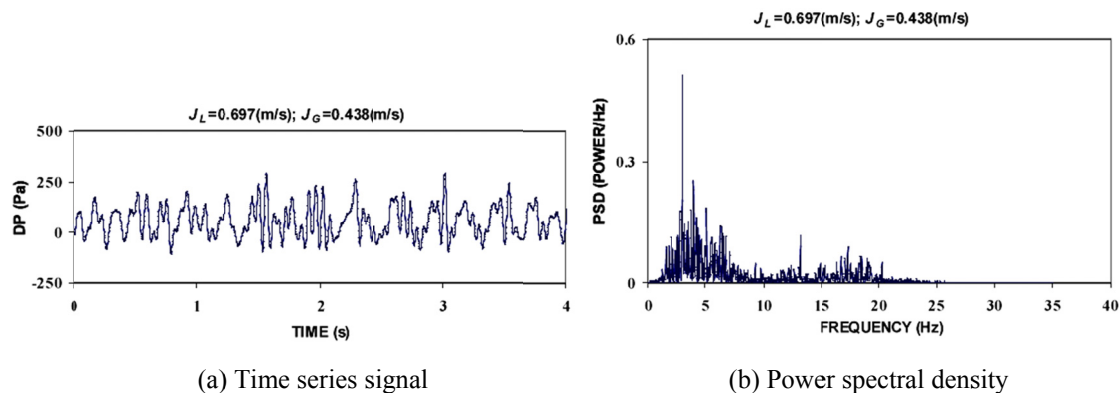 J_L=0.697(m/s); J_G=0.438(m/s)
500
250
0
-250
DP (Pa)
0 1 2 3 4
TIME (s)
(a) Time series signal
J_L=0.697(m/s); J_G=0.438(m/s)
0.6
0.3
0
PSD (POWER/Hz)
0 5 10 15 20 25 30 35 40
FREQUENCY (Hz)
(b) Power spectral density